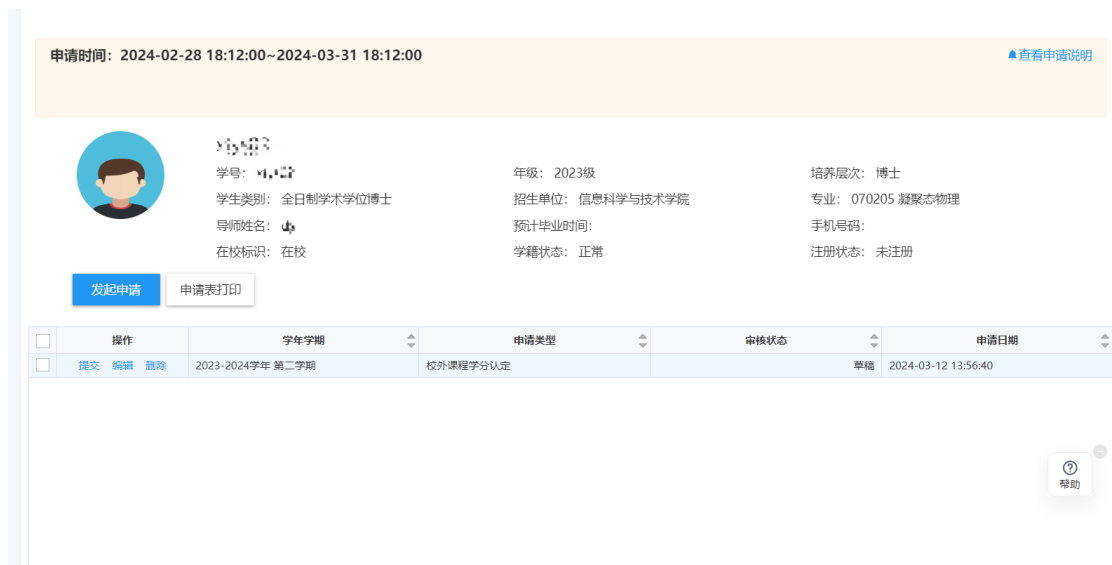 申请时间：2024-02-28 18:12:00~2024-03-31 18:12:00
查看申请说明
学号：
年级： 2023级
培养层次： 博士
学生类别： 全日制学术学位博士
招生单位： 信息科学与技术学院
专业： 070205 凝聚态物理
导师姓名：
预计毕业时间：
手机号码：
在校标识： 在校
学籍状态： 正常
注册状态： 未注册
发起申请
申请表打印
操作 学年学期 申请类型 审核状态 申请日期
提交 编辑 删除 2023-2024学年 第二学期 校外课程学分认定 草稿 2024-03-12 13:56:40
帮助